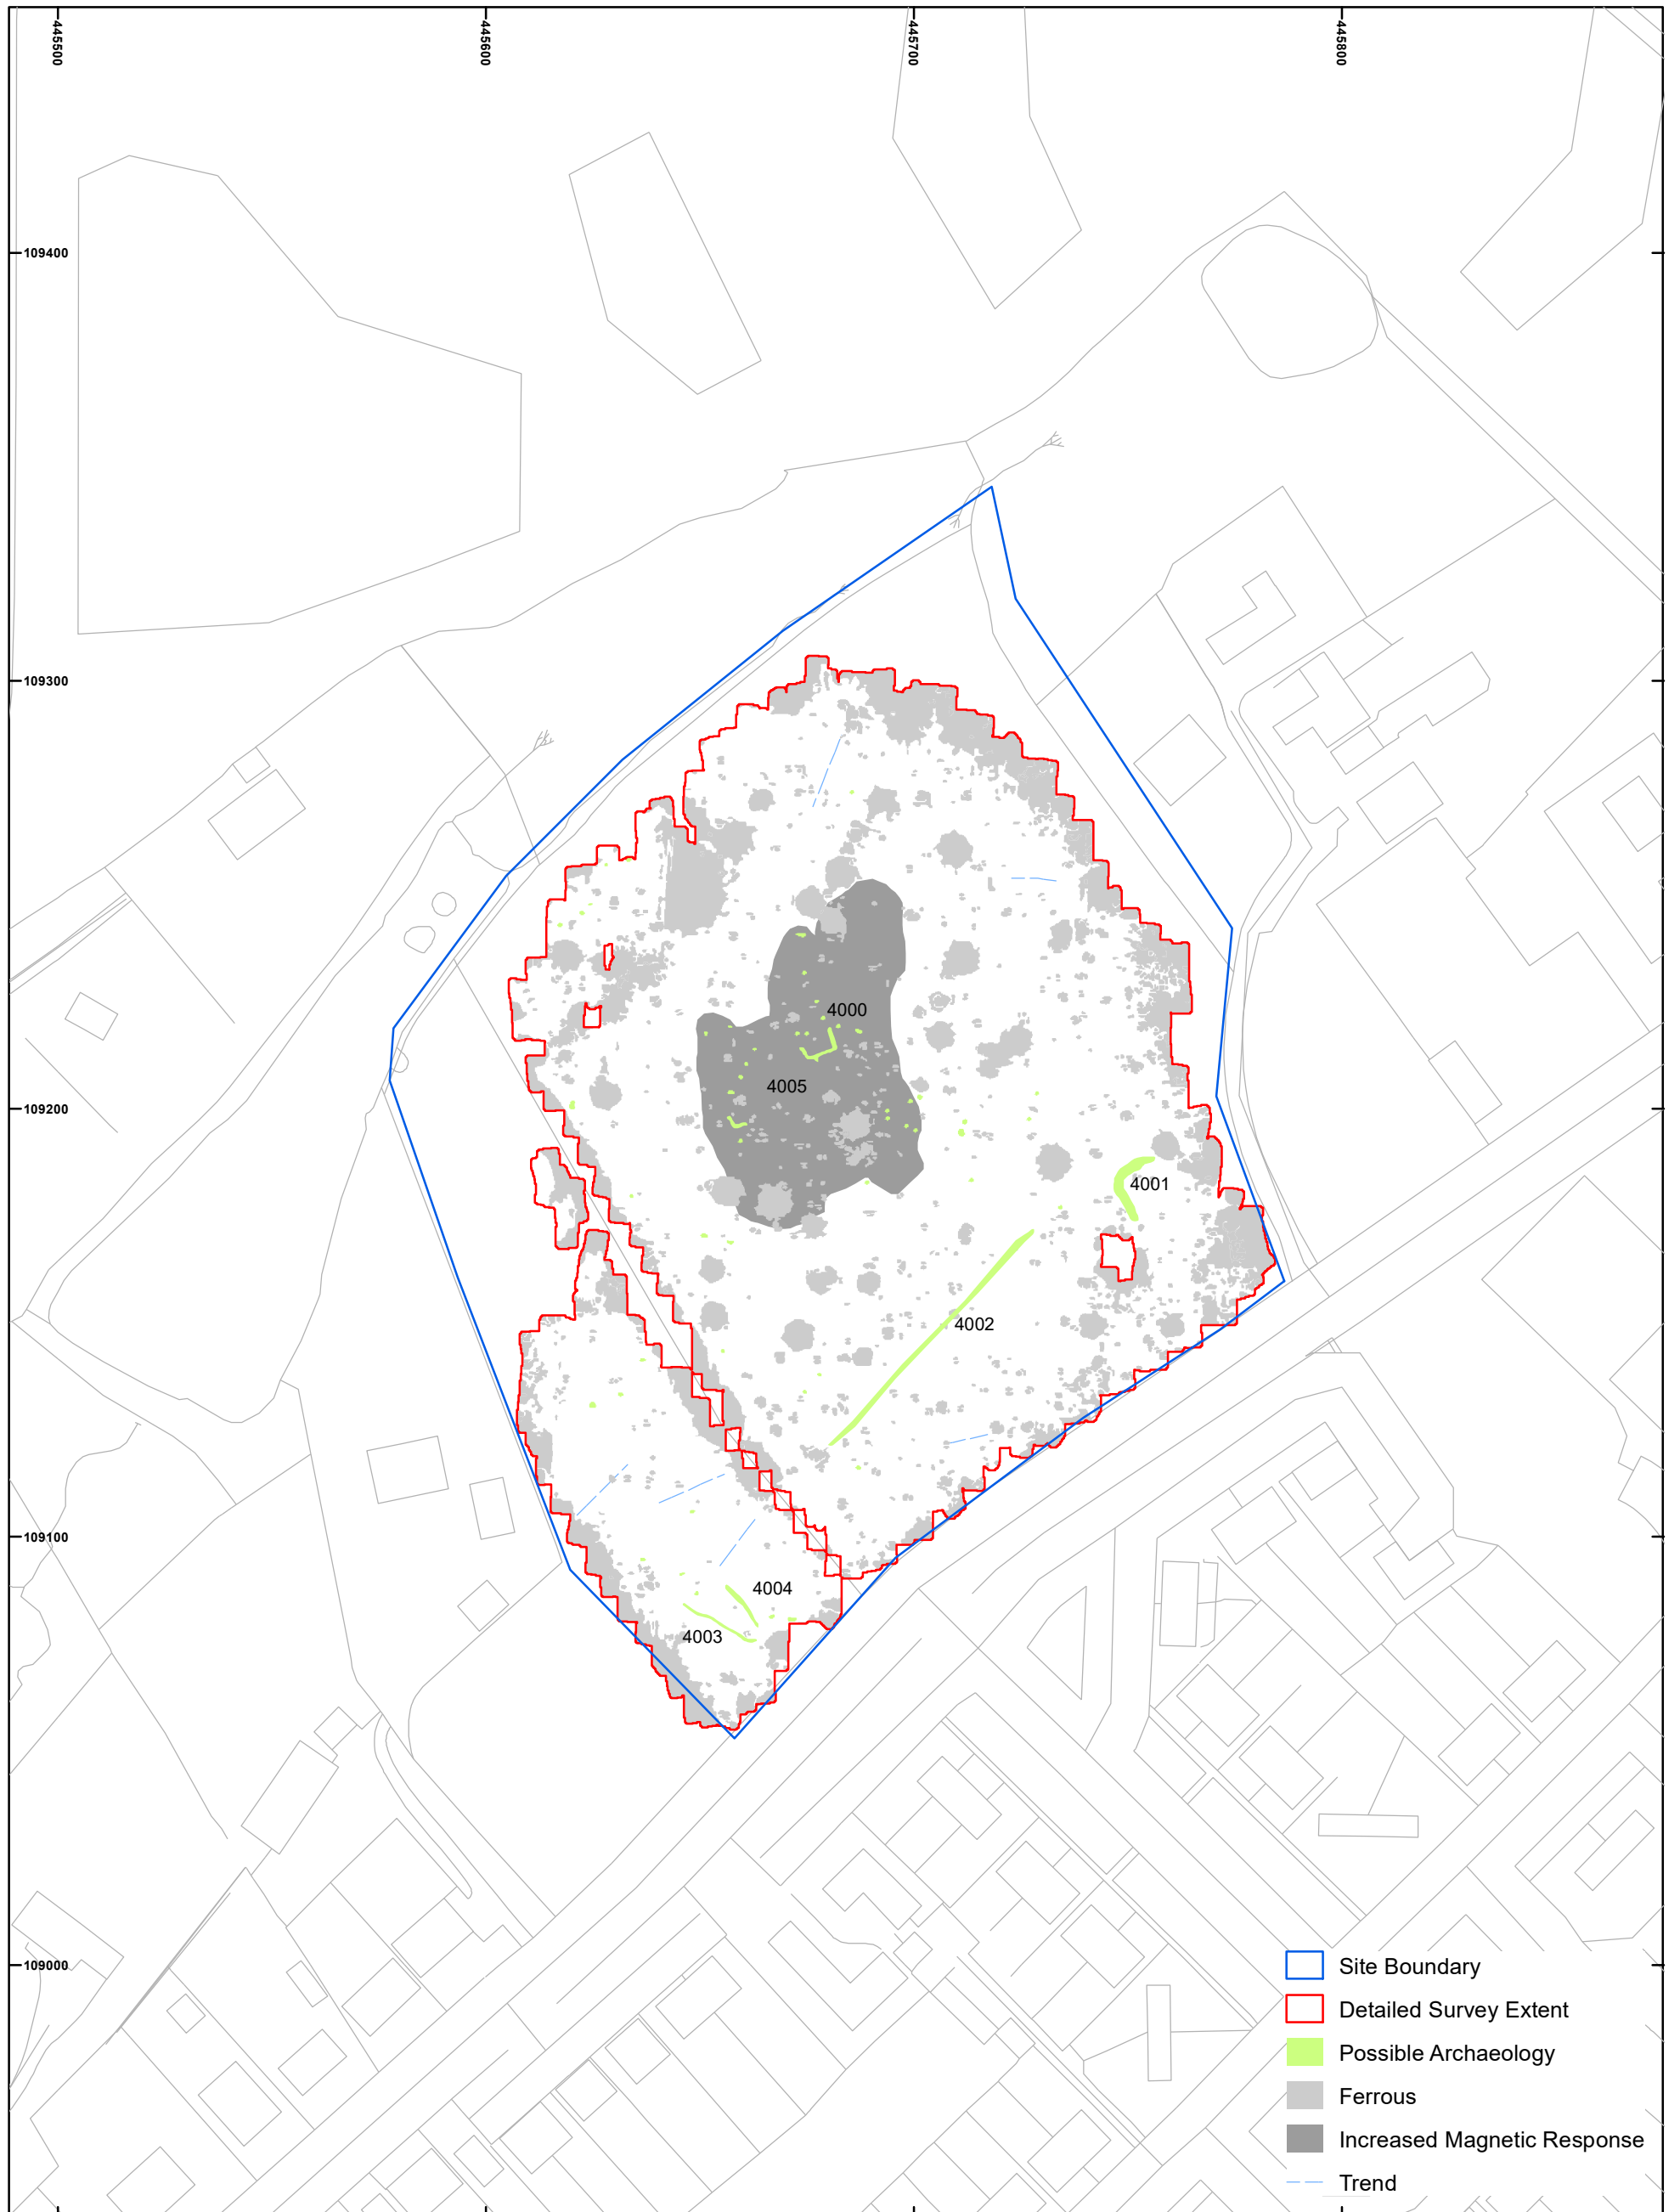 445500
445600
445700
445800
109400
109300
4000
4005
109200
4001
4002
109100
4004
4003
109000
Site Boundary
Detailed Survey Extent
Possible Archaeology
Ferrous
Increased Magnetic Response
Trend